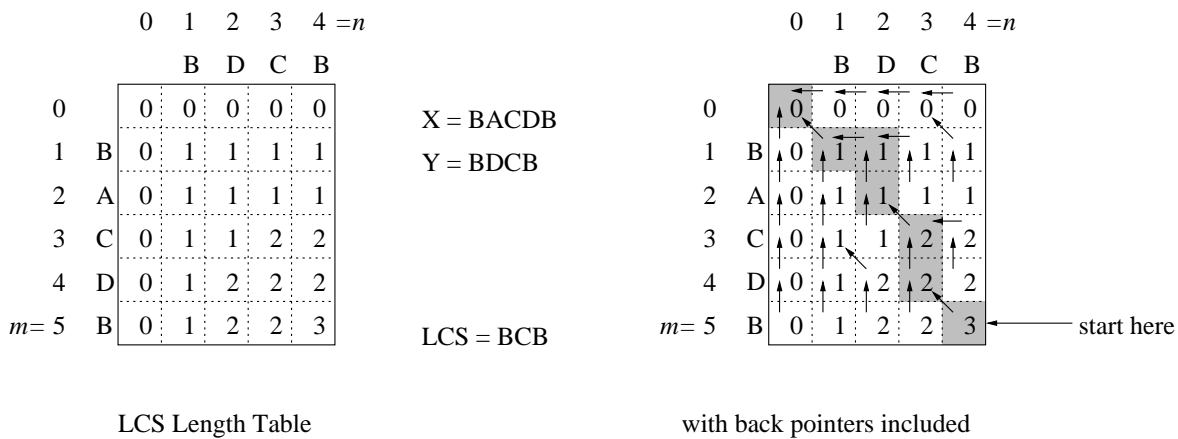 0 1 2 3 4 =n
B D C B
0 0 0 0 0 0
1 B 0 1 1 1 1
2 A 0 1 1 1 1
3 C 0 1 1 2 2
4 D 0 1 2 2 2
m= 5 B 0 1 2 2 3
LCS Length Table
X = BACDB
Y = BDCB
LCS = BCB
0 1 2 3 4 =n
B D C B
0 0 0 0 0 0
1 B 0 1 1 1 1
2 A 0 1 1 1 1
3 C 0 1 1 2 2
4 D 0 1 2 2 2
m= 5 B 0 1 2 2 3
start here
with back pointers included